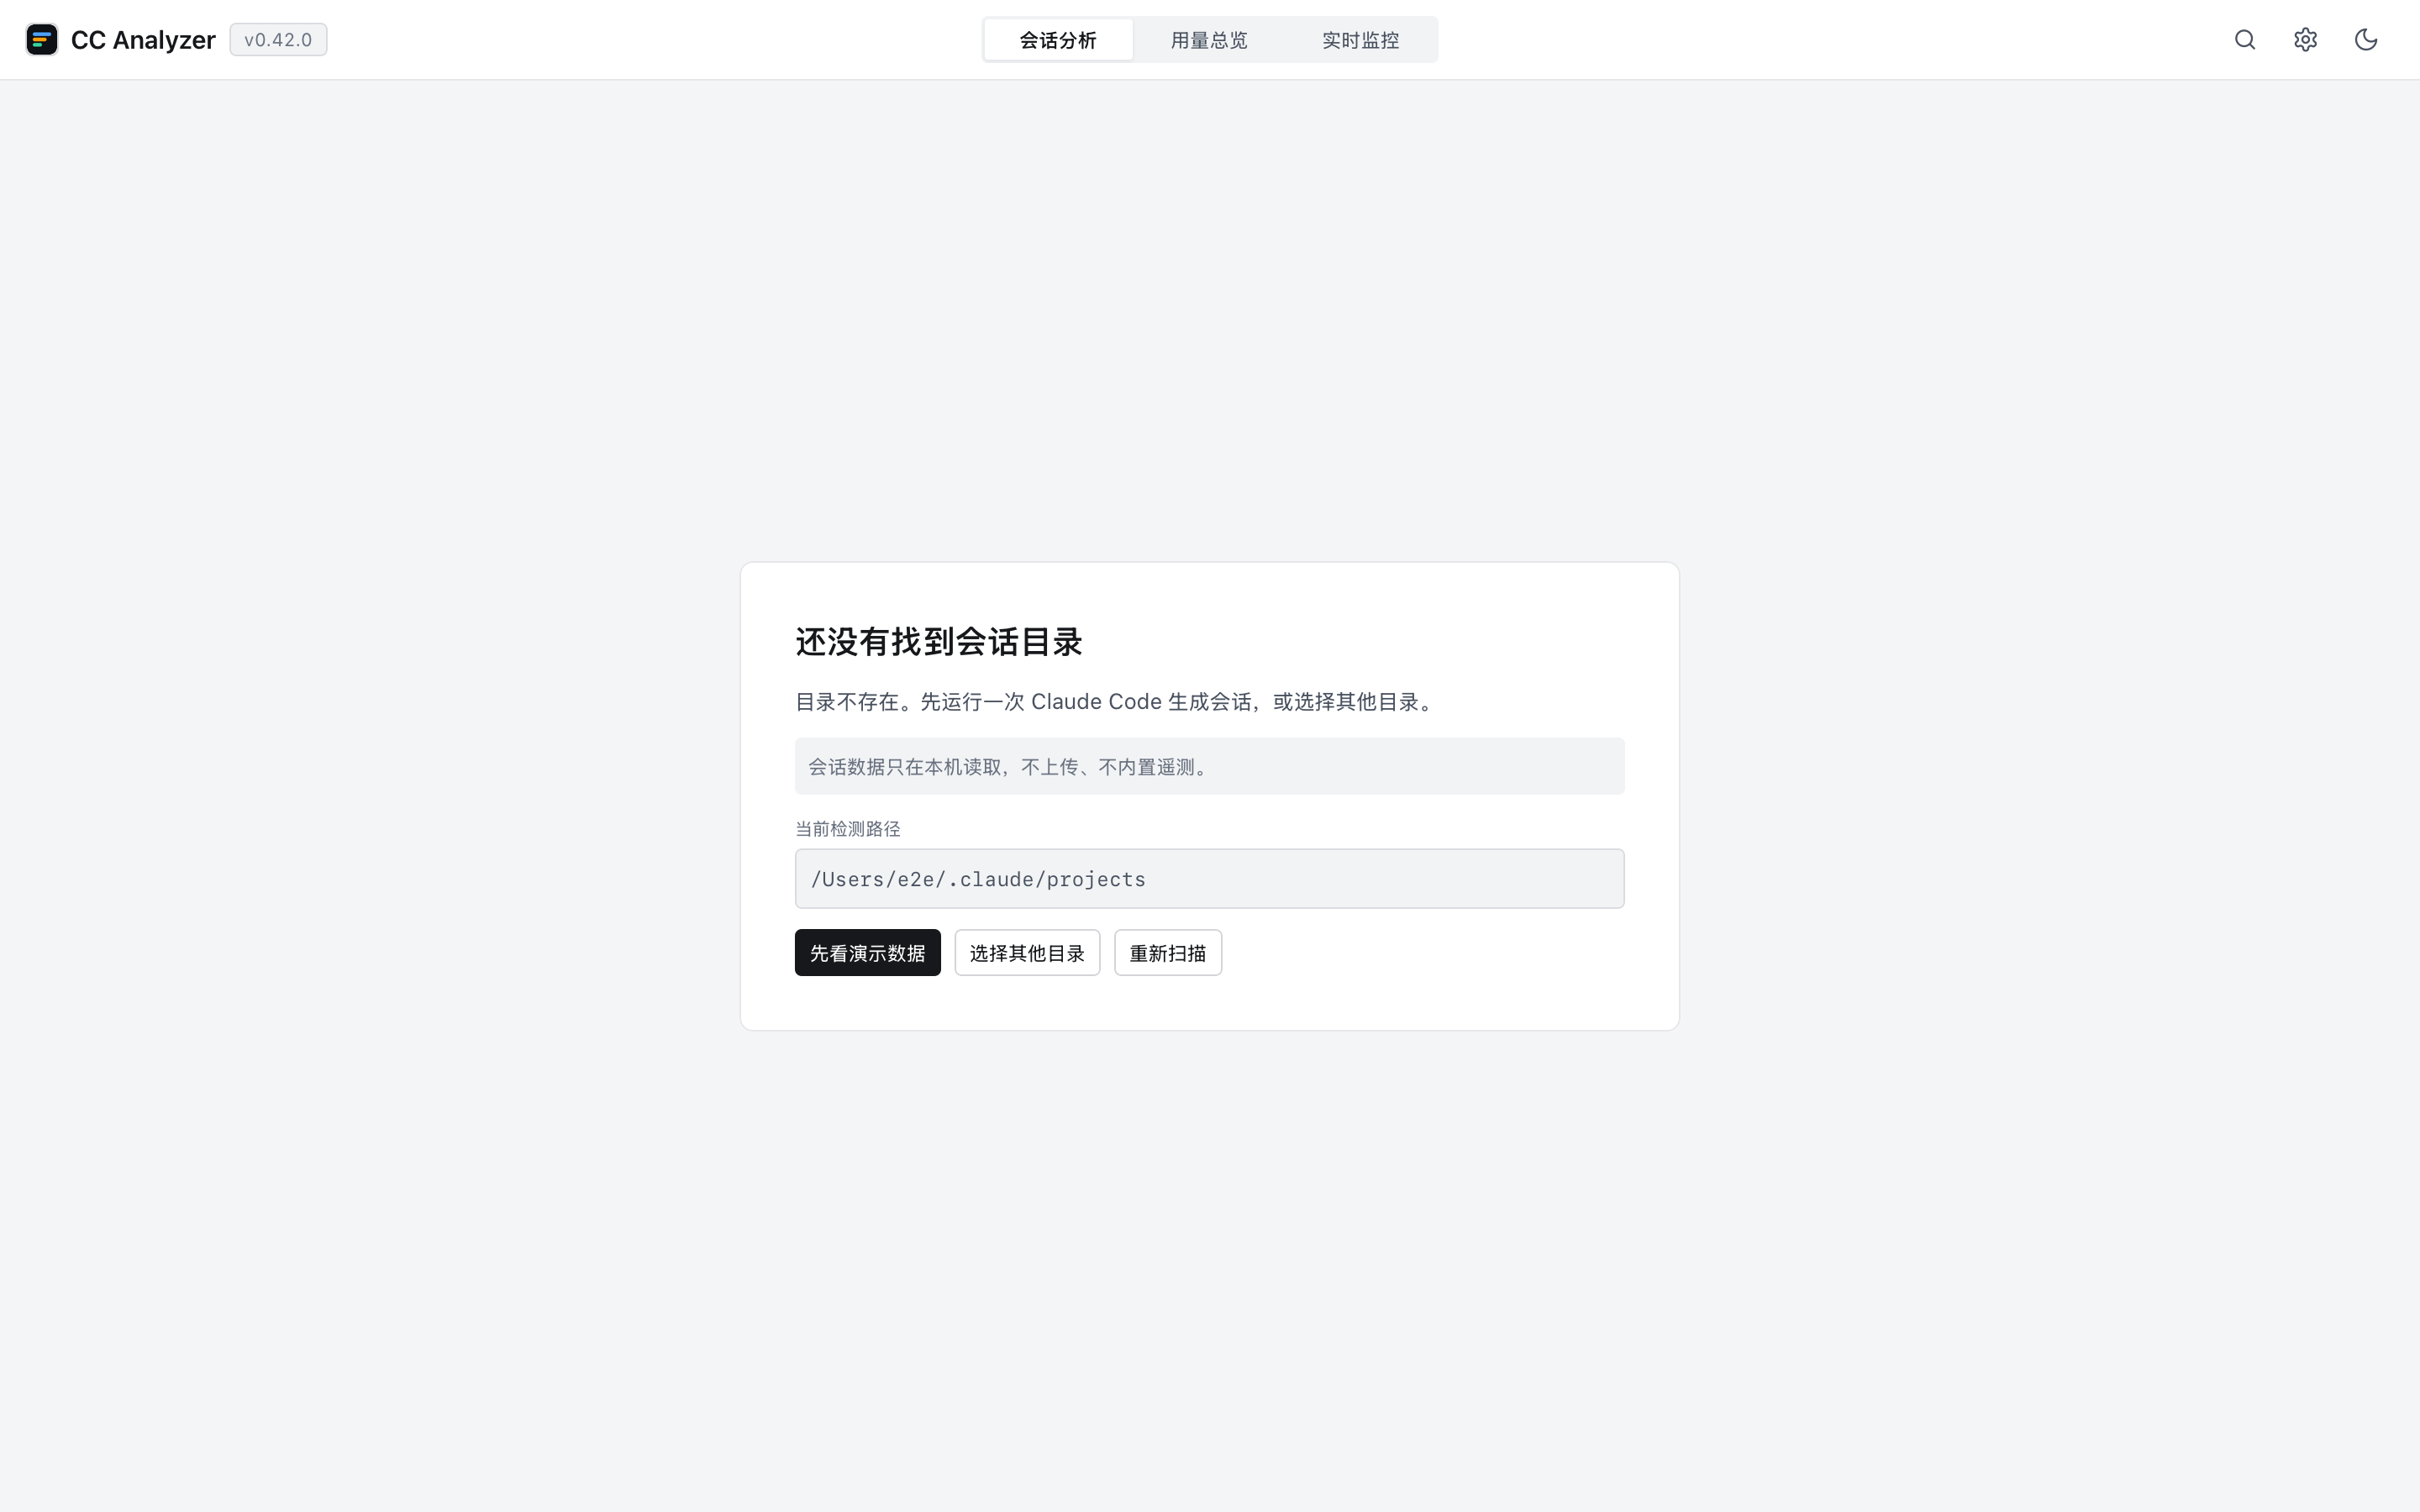 CC Analyzer v0.42.0
会话分析 用量总览 实时监控
还没有找到会话目录
目录不存在。先运行一次 Claude Code 生成会话，或选择其他目录。
会话数据只在本机读取，不上传、不内置遥测。
当前检测路径
/Users/e2e/.claude/projects
先看演示数据 选择其他目录 重新扫描